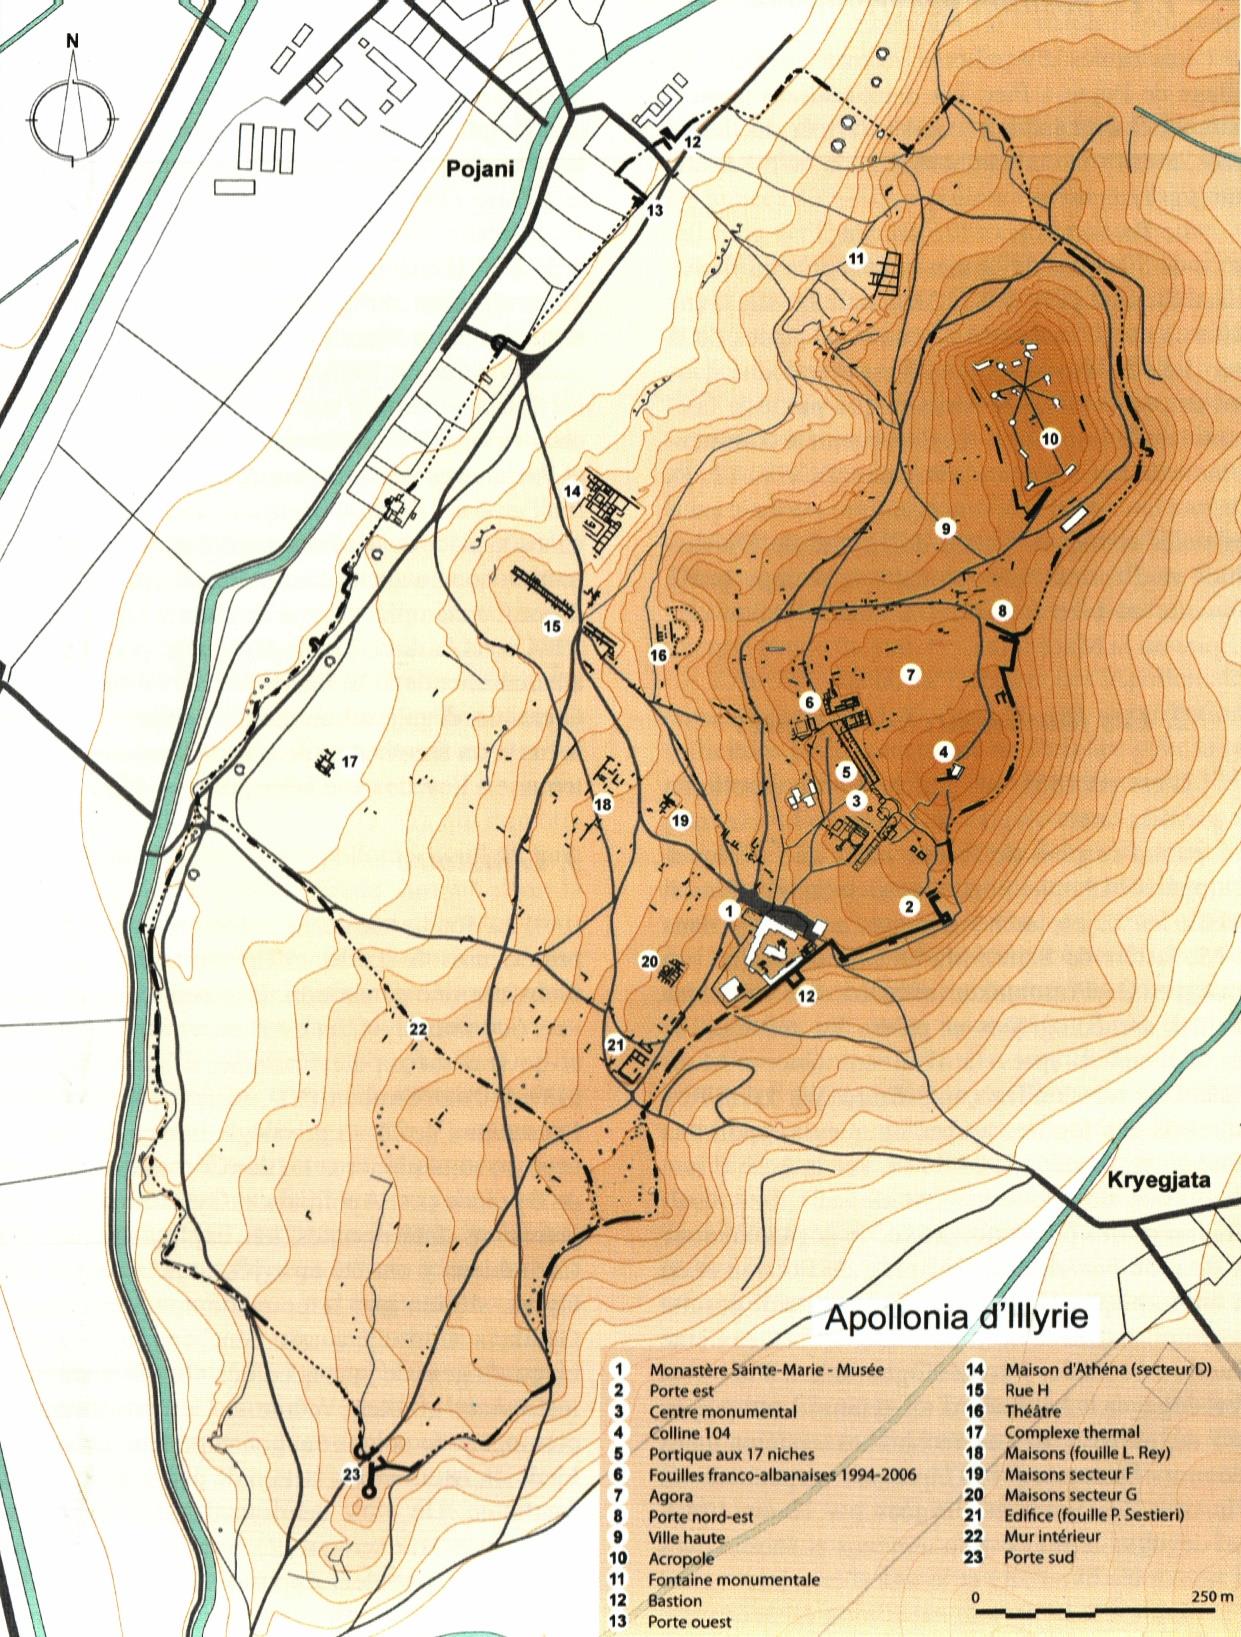 N
12
Pojani
13
11
10
14
9
8
15
16
7
6
4
17
5
18
3
19
2
1
20
12
22
21
Kryegjata
23
Apollonia d'Illyrie
1 Monastère Sainte-Marie - Musée
2 Porte est
3 Centre monumental
4 Colline 104
5 Portique aux 17 niches
6 Fouilles franco-albanaises 1994-2006
7 Agora
8 Porte nord-est
9 Ville haute
10 Acropole
11 Fontaine monumentale
12 Bastion
13 Porte ouest
14 Maison d'Athéna (secteur D)
15 Rue H
16 Théâtre
17 Complexe thermal
18 Maisons (fouille L. Rey)
19 Maisons secteur F
20 Maisons secteur G
21 Edifice (fouille P. Sestieri)
22 Mur intérieur
23 Porte sud
0 250 m